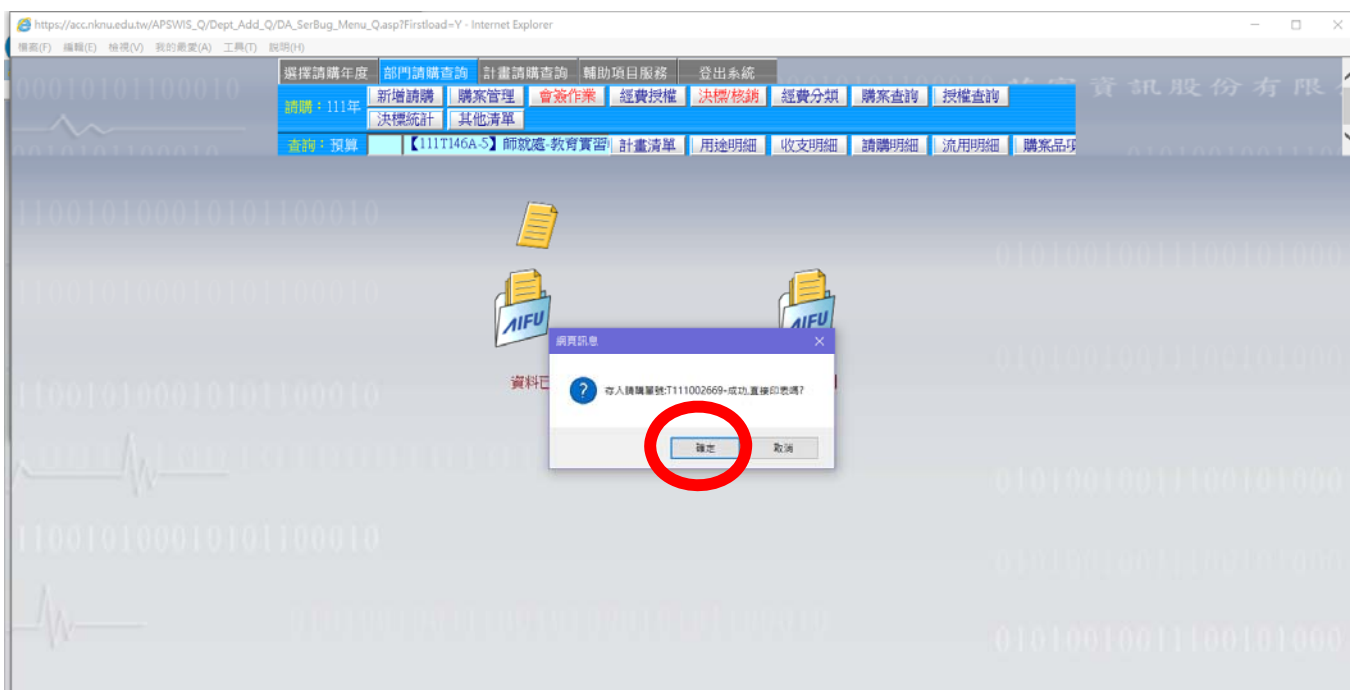 https://acc.nknu.edu.tw/APSWIS_Q/Dept_Add_Q/DA_SerBug_Menu_Q.asp?Firstload=Y - Internet Explorer
檔案(F) 編輯(E) 檢視(V) 我的最愛(A) 工具(T) 說明(H)
選擇請購年度 部門請購查詢 計畫請購查詢 輔助項目服務 登出系統
請購：111年 新增請購 購案管理 會簽作業 經費授權 決標/核銷 經費分類 購案查詢 授權查詢
資訊股份有限
決標統計 其他清單
查詢：預算 【111T146A-5】師就處-教育實習 計畫清單 用途明細 收支明細 請購明細 流用明細 購案品項
AIFU
AIFU
資料已
網頁訊息
存入請購單號:T111002669-成功,直接印表嗎?
確定 取消